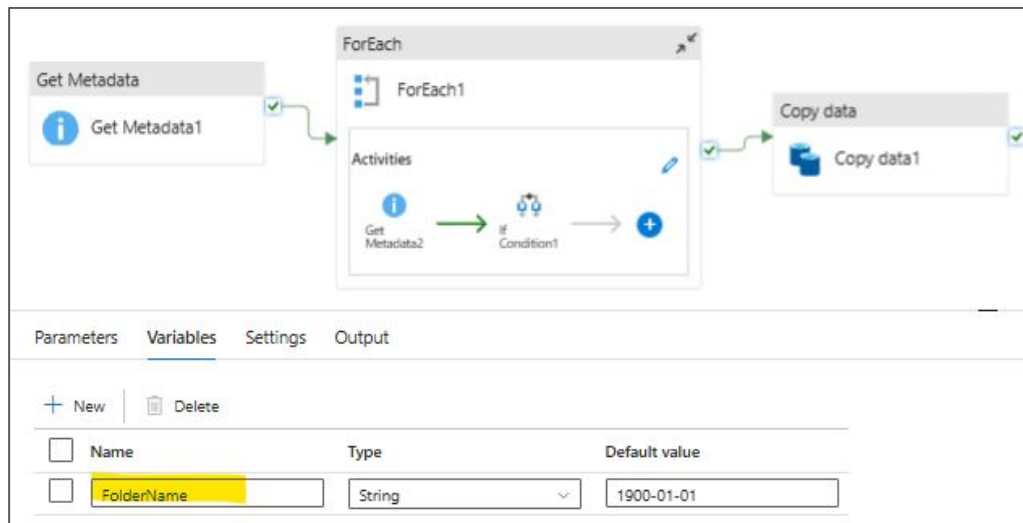 Get Metadata
Get Metadata1
ForEach
ForEach1
Activities
Get
Metadata2
If
Condition1
Copy data
Copy data1
Parameters Variables Settings Output
New Delete
Name Type Default value
FolderName String 1900-01-01